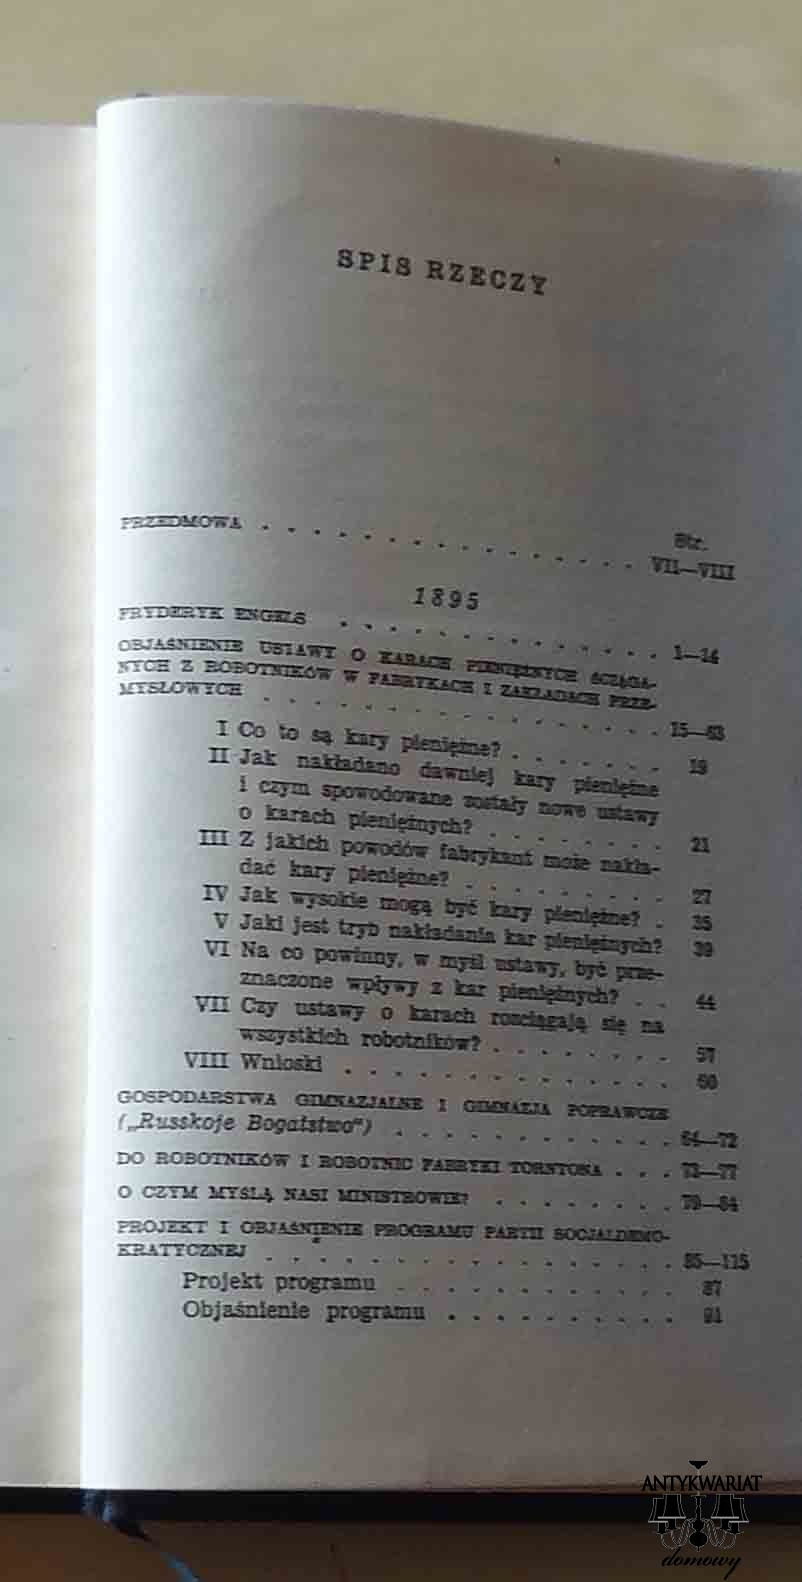 SPIS RZECZY
Str.
PRZEDMOWA . . . . . . . . . . . . . . . . VII—VIII
1895
FRYDERYK ENGELS . . . . . . . . . . . . . . 1—14
OBJAŚNIENIE USTAWY O KARACH PIENIĘŻNYCH ŚCIĄGA-
NYCH Z ROBOTNIKÓW W FABRYKACH I ZAKŁADACH PRZE-
MYSŁOWYCH . . . . . . . . . . . . . . . . . 15—63
I Co to są kary pieniężne? . . . . . . . 19
II Jak nakładano dawniej kary pieniężne
i czym spowodowane zostały nowe ustawy
o karach pieniężnych? . . . . . . . . 21
III Z jakich powodów fabrykant może nakła-
dać kary pieniężne? . . . . . . . . . 27
IV Jak wysokie mogą być kary pieniężne? . 35
V Jaki jest tryb nakładania kar pieniężnych? 39
VI Na co powinny, w myśl ustawy, być prze-
znaczone wpływy z kar pieniężnych? . . 44
VII Czy ustawy o karach rozciągają się na
wszystkich robotników? . . . . . . . . 57
VIII Wnioski . . . . . . . . . . . . . . 60
GOSPODARSTWA GIMNAZJALNE I GIMNAZJA POPRAWCZE
(„Russkoje Bogatstwo") . . . . . . . . . . . . 64—72
DO ROBOTNIKÓW I ROBOTNIC FABRYKI TORNTONA . . . 73—77
O CZYM MYŚLĄ NASI MINISTROWIE? . . . . . . . . 79—84
PROJEKT I OBJAŚNIENIE PROGRAMU PARTII SOCJALDEMO-
KRATYCZNEJ . . . . . . . . . . . . . . . . . 85—115
Projekt programu . . . . . . . . . . . . 87
Objaśnienie programu . . . . . . . . . . 91
ANTYKWARIAT
domowy